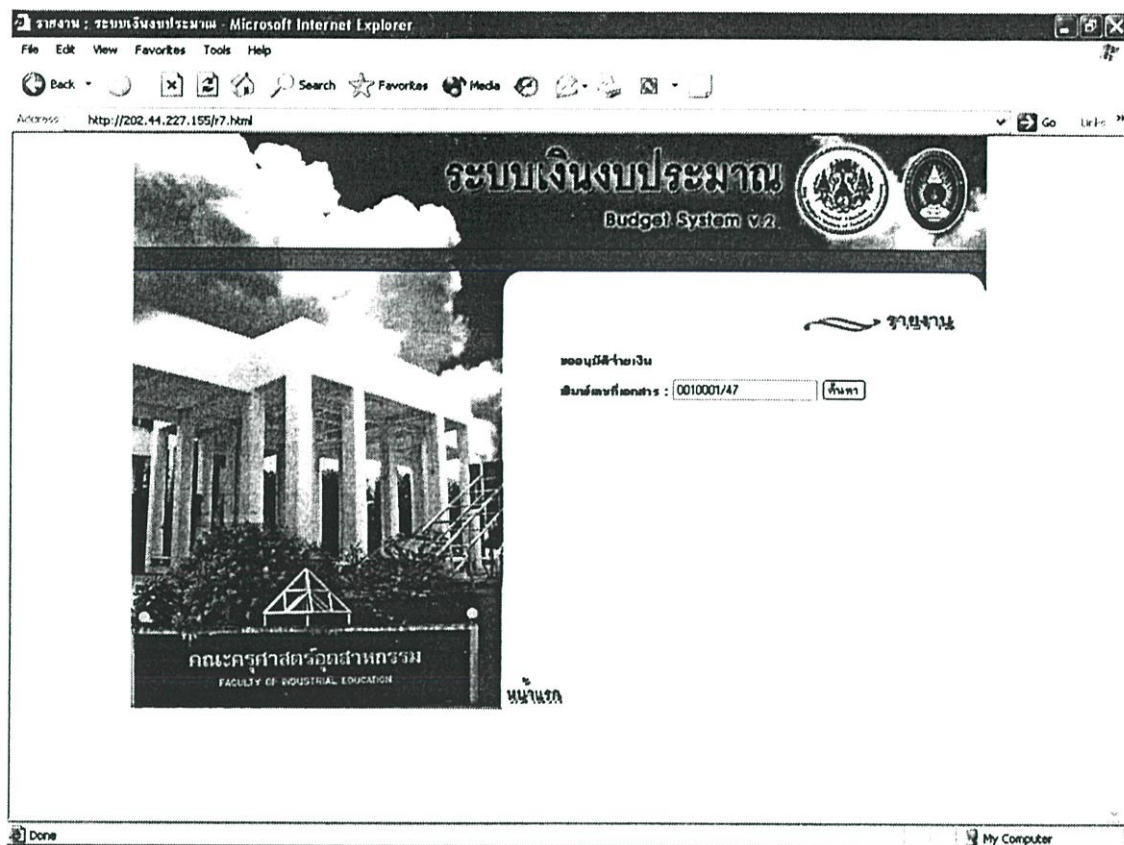 รายงาน : ระบบเงินงบประมาณ - Microsoft Internet Explorer
File Edit View Favorites Tools Help
Back Search Favorites Media
Address http://202.44.227.155/r7.html Go Links »
ระบบเงินงบประมาณ
Budget System v.2
รายงาน
ขออนุมัติจ่ายเงิน
พิมพ์เลขที่เอกสาร : 0010001/47 ค้นหา
คณะครุศาสตร์อุตสาหกรรม
FACULTY OF INDUSTRIAL EDUCATION
หน้าแรก
Done My Computer